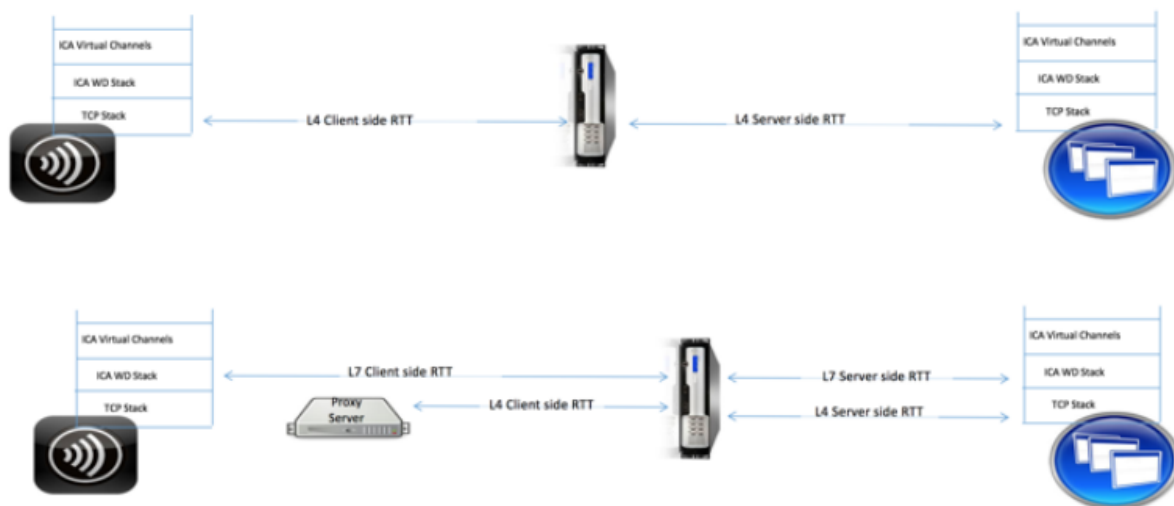 ICA Virtual Channels
ICA WD Stack
TCP Stack
L4 Client side RTT
L4 Server side RTT
ICA Virtual Channels
ICA WD Stack
TCP Stack
ICA Virtual Channels
ICA WD Stack
TCP Stack
L7 Client side RTT
Proxy
Server
L4 Client side RTT
L7 Server side RTT
L4 Server side RTT
ICA Virtual Channels
ICA WD Stack
TCP Stack